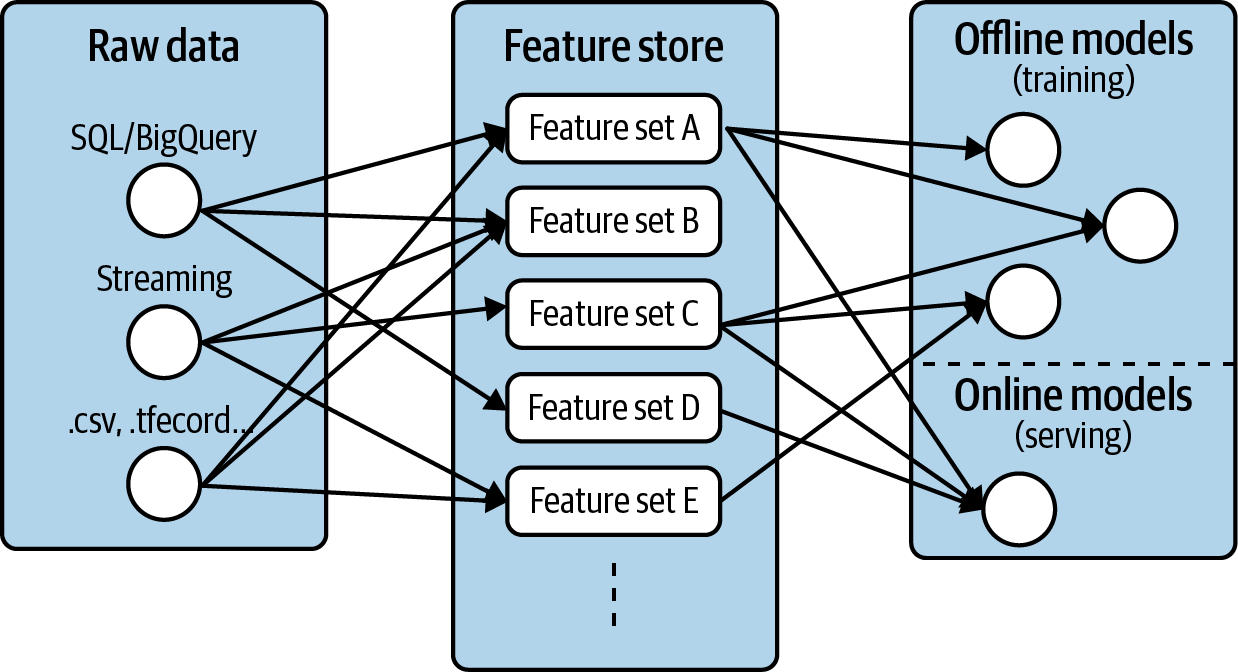 Raw data
SQL/BigQuery
Streaming
.csv, .tfecord...
Feature store
Feature set A
Feature set B
Feature set C
Feature set D
Feature set E
Offline models
(training)
Online models
(serving)